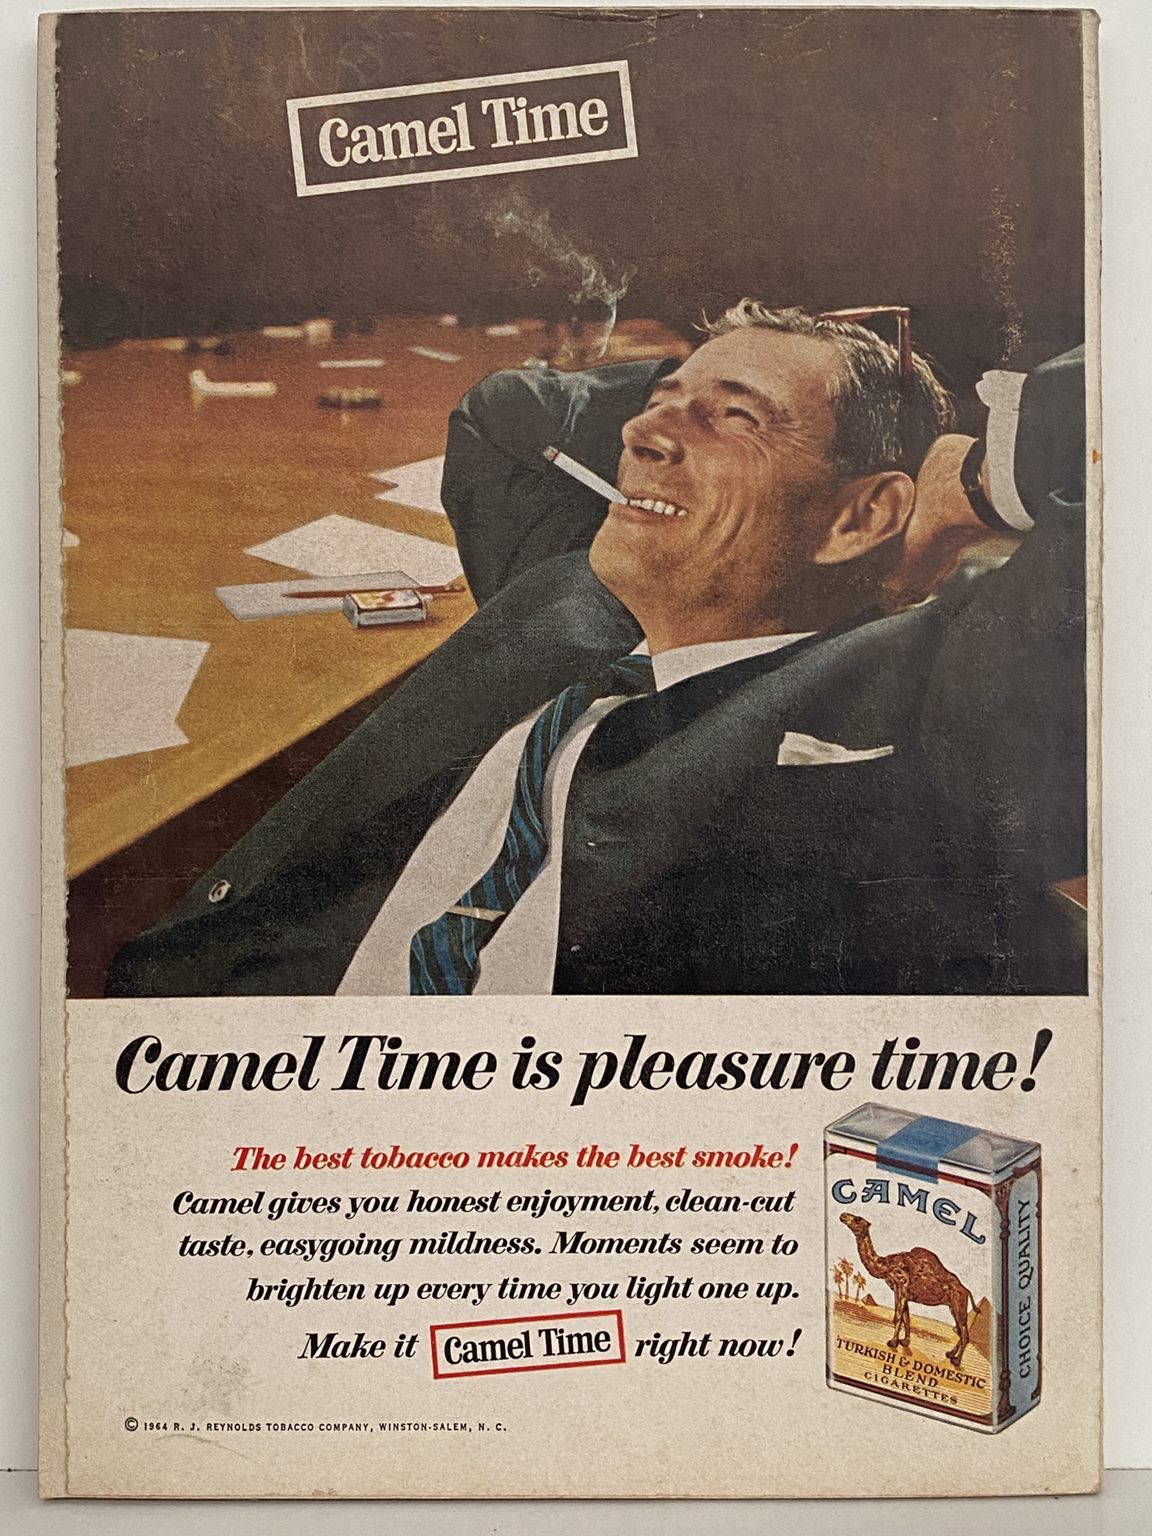 Camel Time
Camel Time is pleasure time!
The best tobacco makes the best smoke!
Camel gives you honest enjoyment, clean-cut
taste, easygoing mildness. Moments seem to
brighten up every time you light one up.
Make it Camel Time right now!
CAMEL
TURKISH & DOMESTIC
BLEND
CIGARETTES
CHOICE QUALITY
© 1964 R. J. REYNOLDS TOBACCO COMPANY, WINSTON-SALEM, N. C.